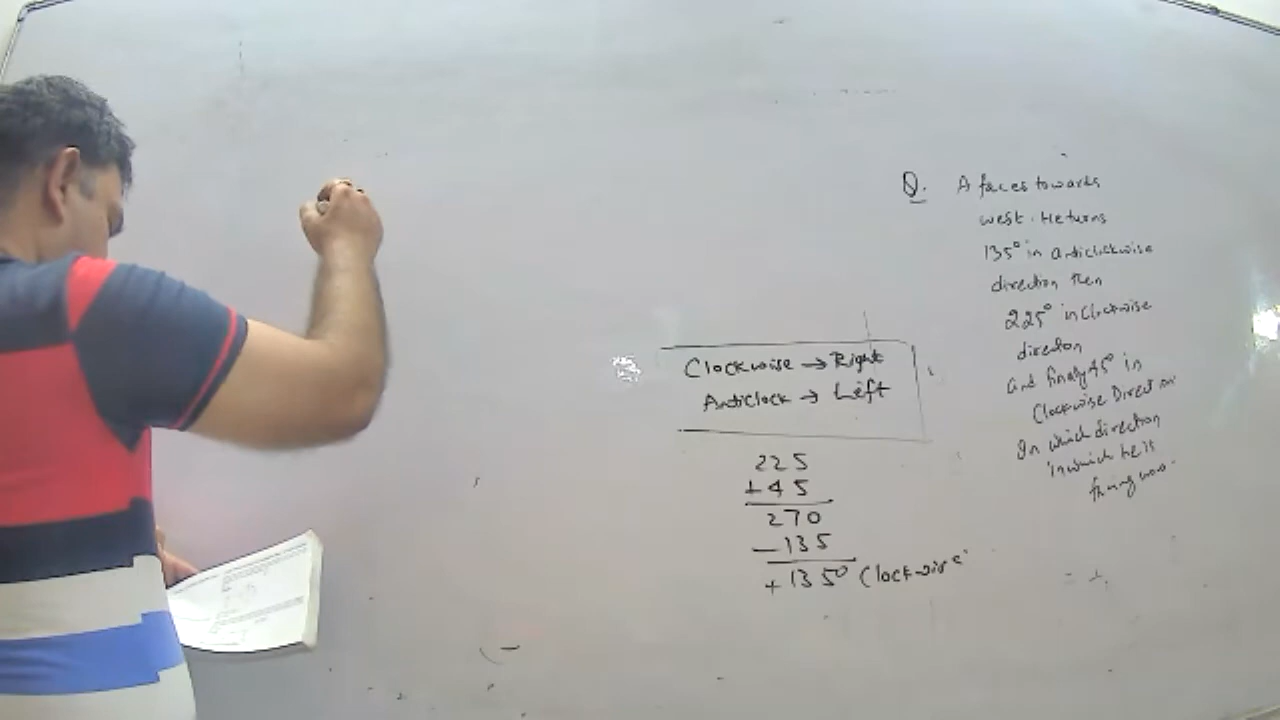 Q. A faces towards
west. He turns
135° in anticlockwise
direction then
225° in Clockwise
direction
and finaly 45° in
Clockwise Direction
In which direction
in which he is
facing now.
Clockwise → Right
Anticlock → Left
225
+45
270
-135
+135° Clockwise